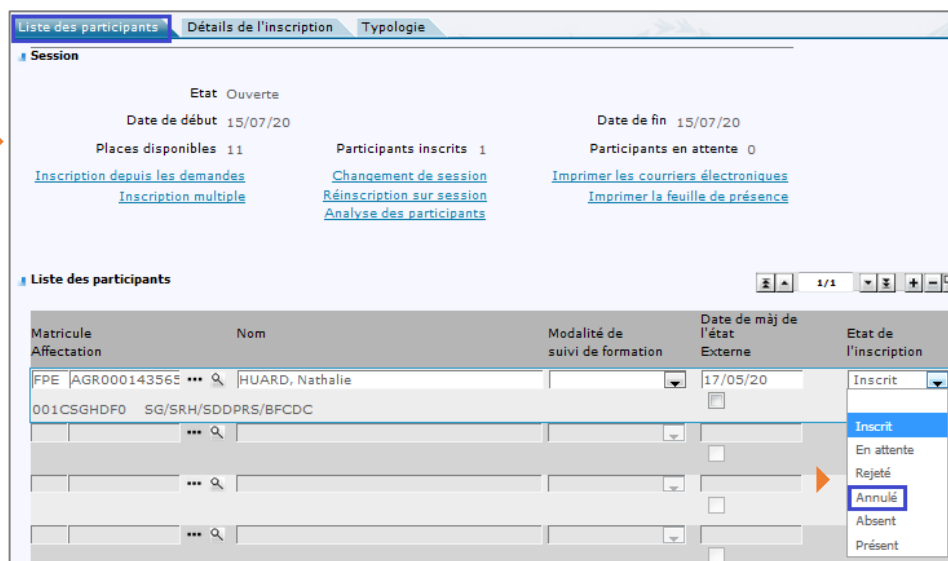 Liste des participants Détails de l'inscription Typologie
Session
Etat Ouverte
Date de début 15/07/20 Date de fin 15/07/20
Places disponibles 11 Participants inscrits 1 Participants en attente 0
Inscription depuis les demandes Changement de session Imprimer les courriers électroniques
Inscription multiple Réinscription sur session Imprimer la feuille de présence
Analyse des participants
Liste des participants 1/1
Matricule Nom Modalité de suivi de formation Date de màj de l'état Etat de l'inscription
Affectation Externe
FPE AGR000143565 HUARD, Nathalie 17/05/20 Inscrit
001CSGHDF0 SG/SRH/SDDPRS/BFCDC
Inscrit
En attente
Rejeté
Annulé
Absent
Présent